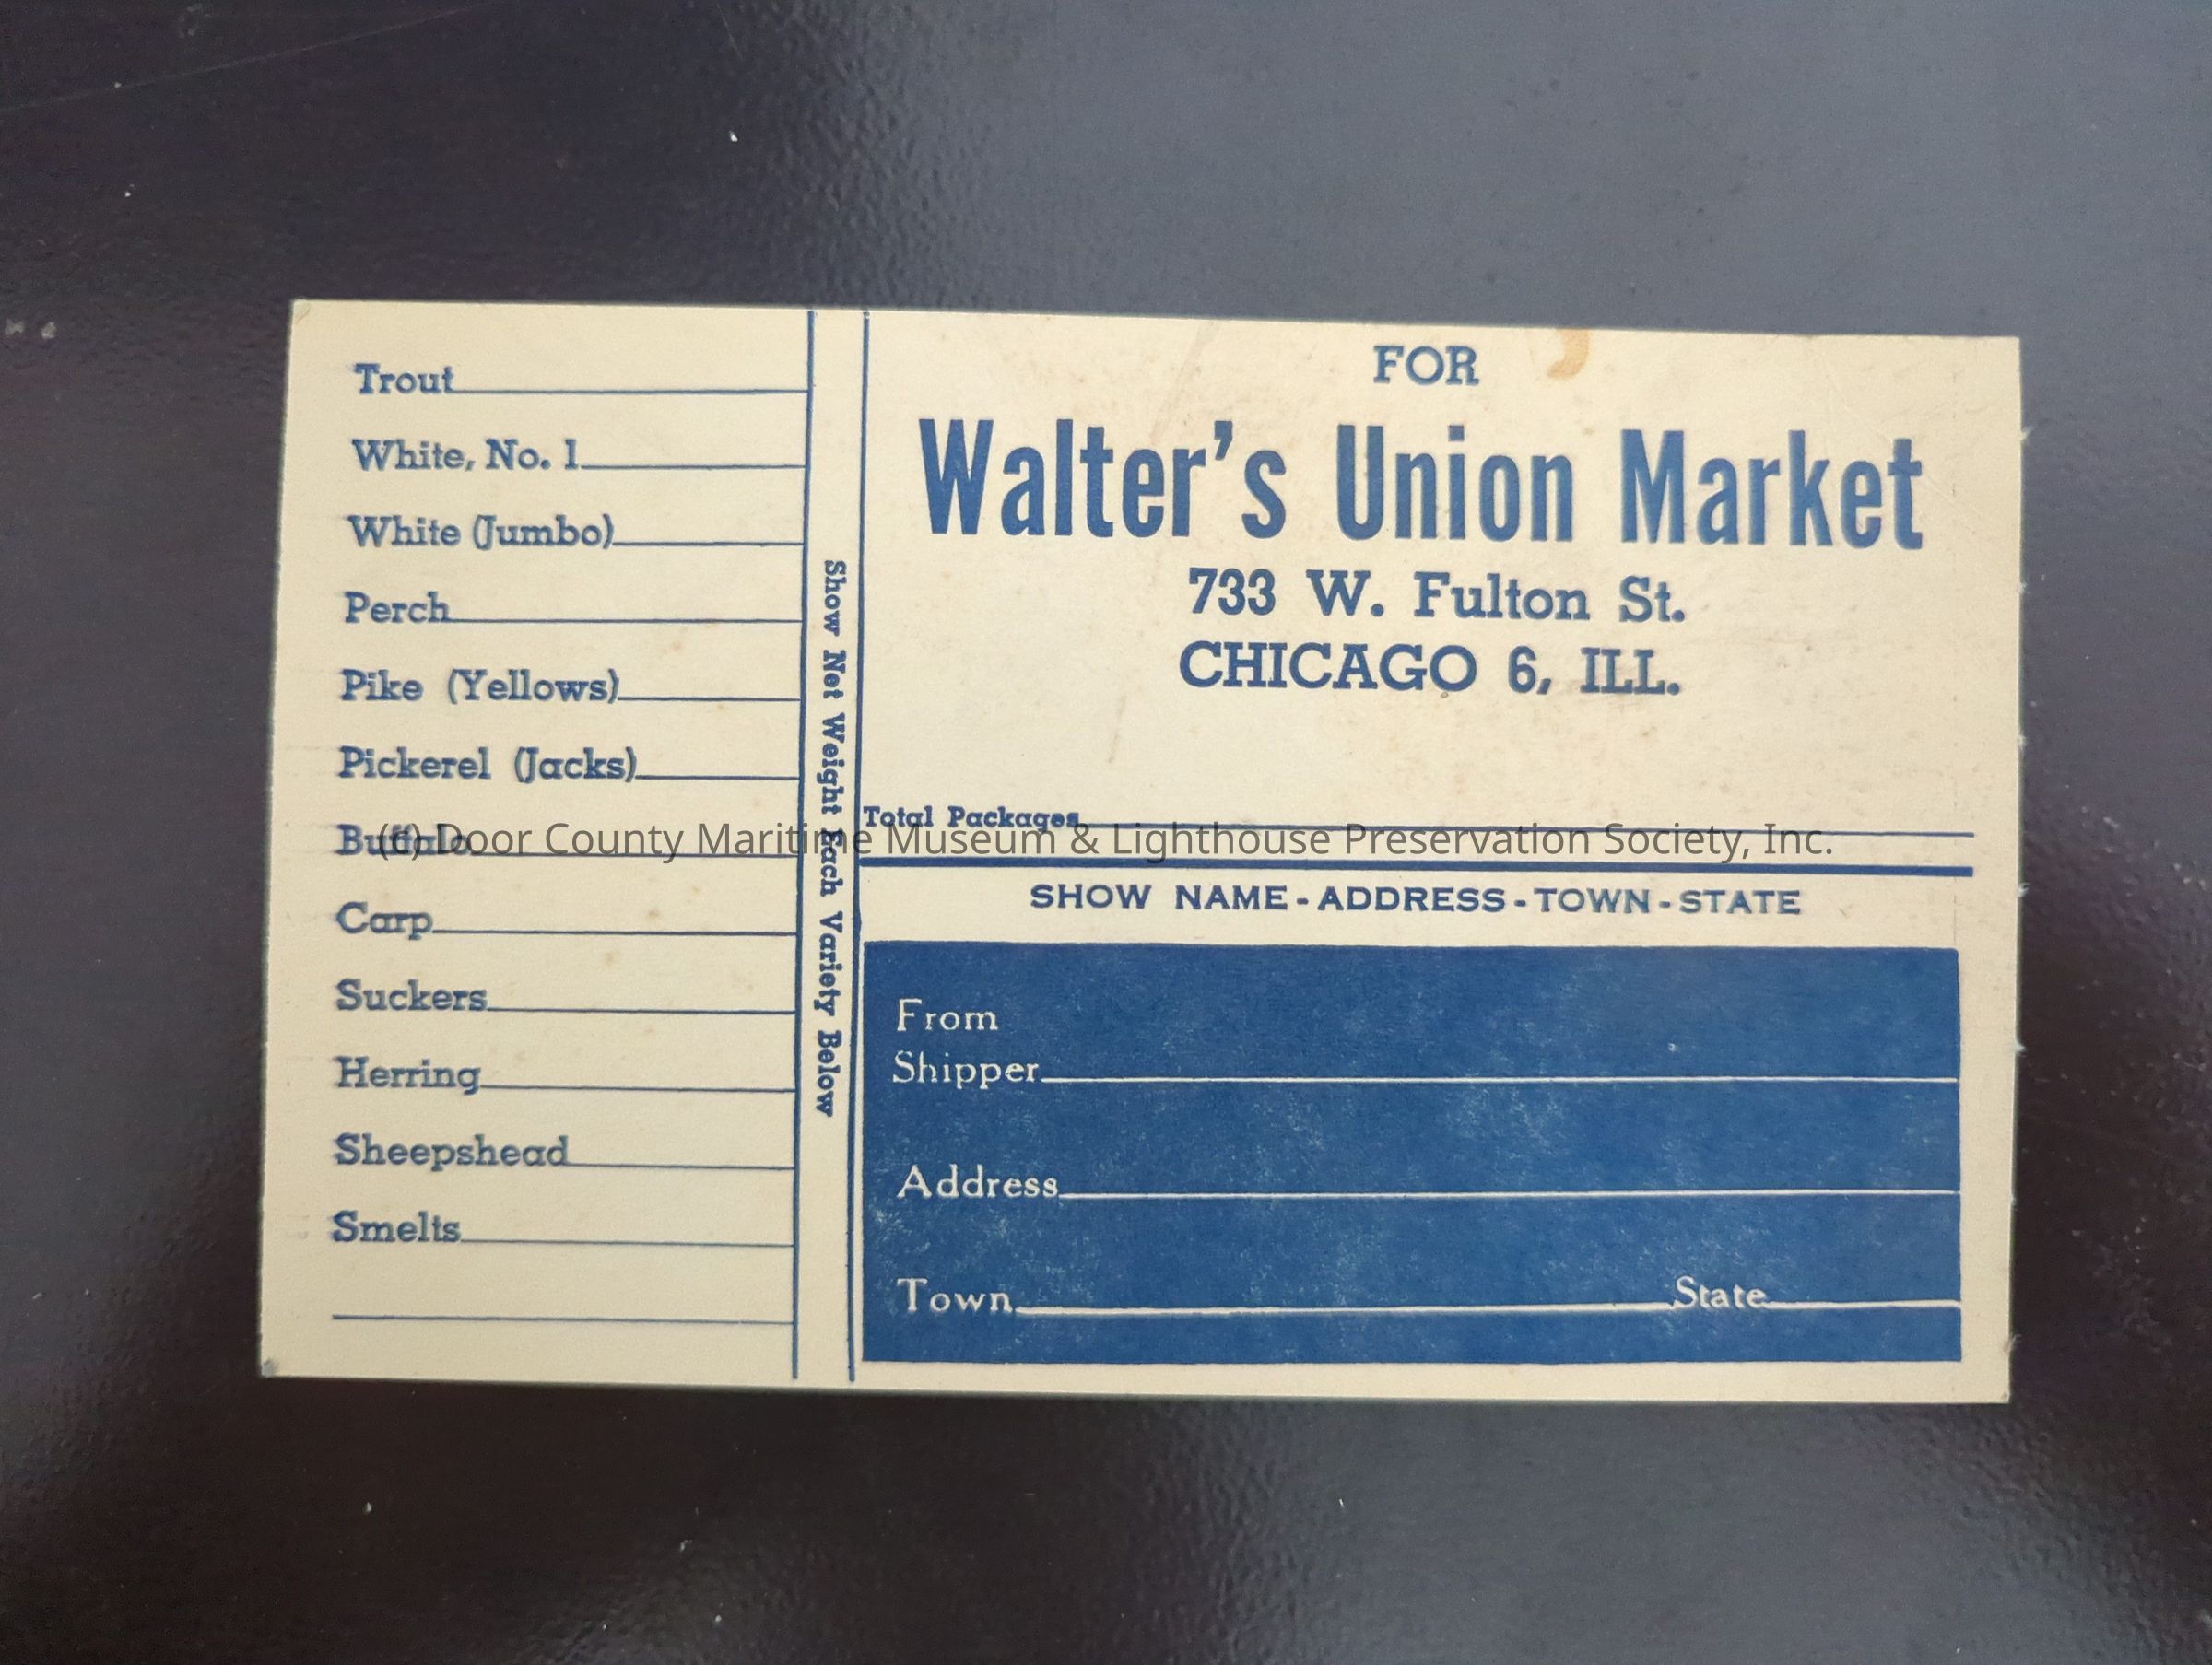 Trout
White, No. 1
White (Jumbo)
Perch
Pike (Yellows)
Pickerel (Jacks)
Buffalo
Carp
Suckers
Herring
Sheepshead
Smelts
Show Net Weight Each Variety Below
FOR
Walter's Union Market
733 W. Fulton St.
CHICAGO 6, ILL.
Total Packages
SHOW NAME - ADDRESS - TOWN - STATE
From
Shipper
Address
Town State
(c) Door County Maritime Museum & Lighthouse Preservation Society, Inc.